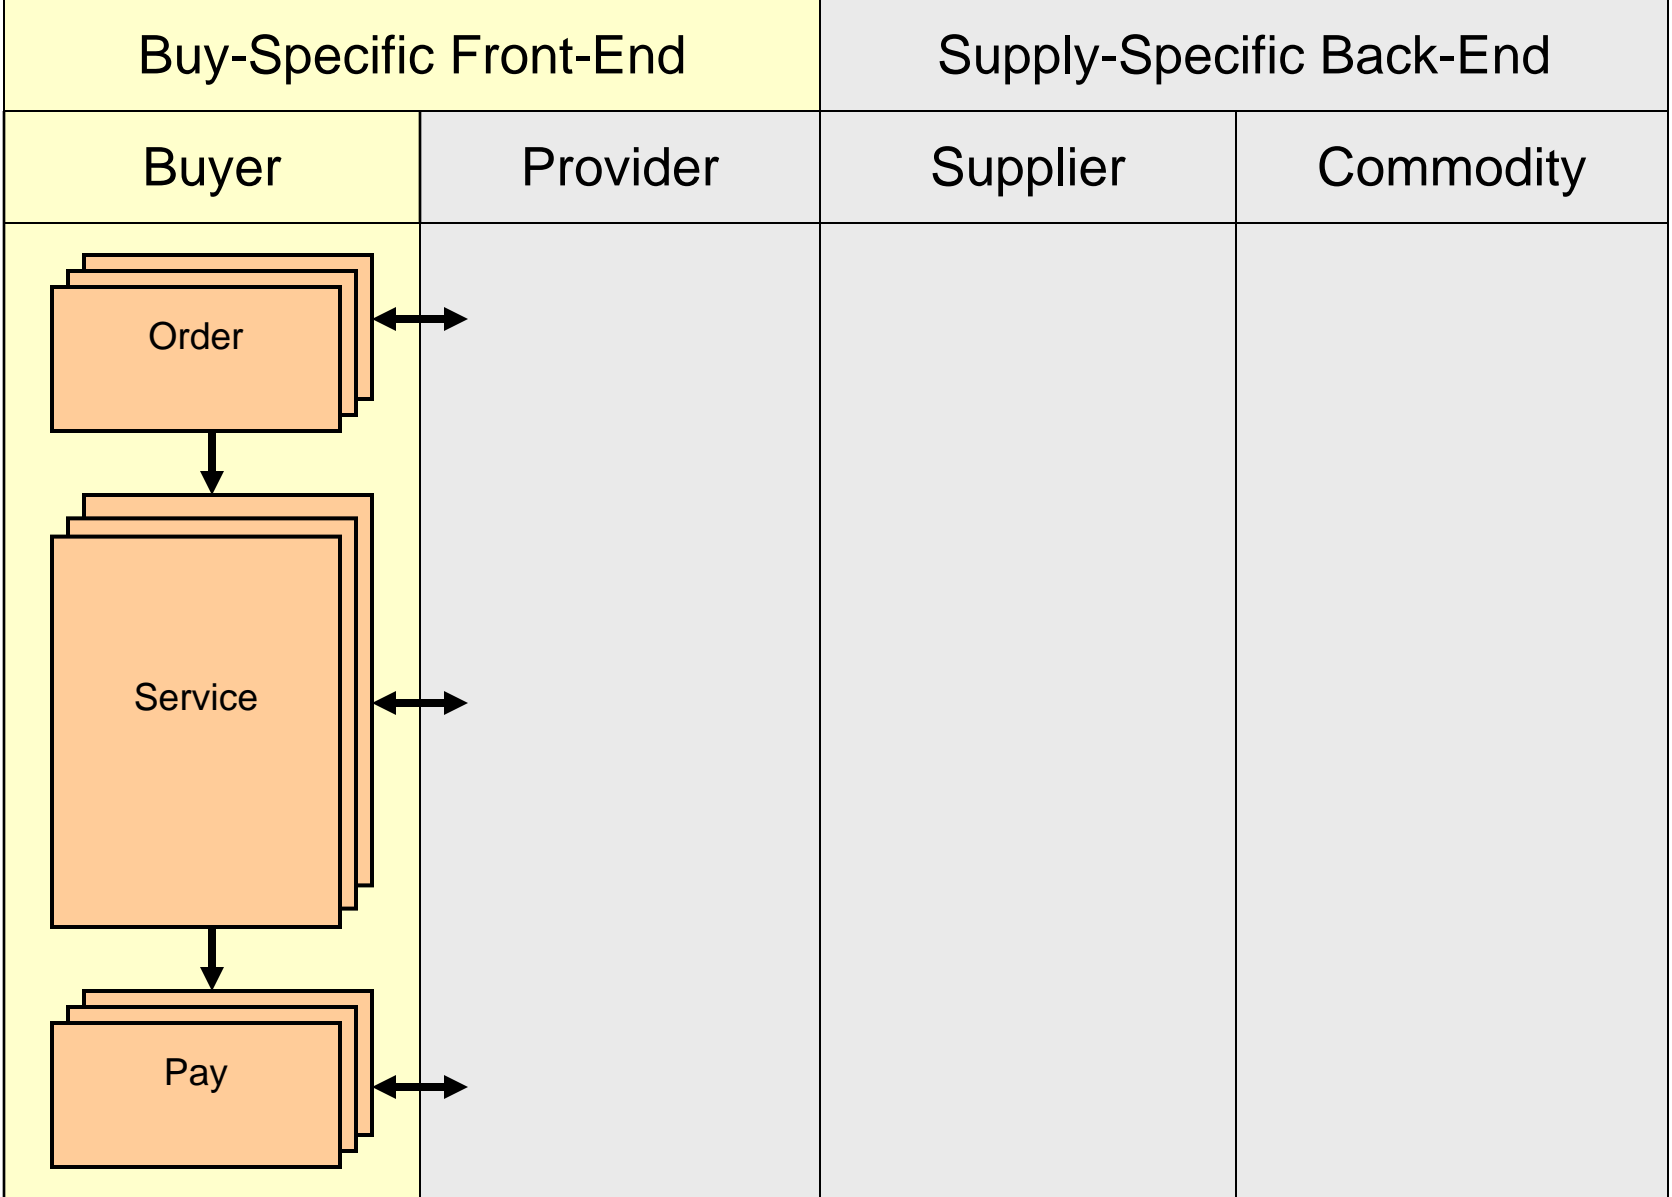 Buy-Specific Front-End
Supply-Specific Back-End
Buyer
Provider
Supplier
Commodity
Order
Service
Pay